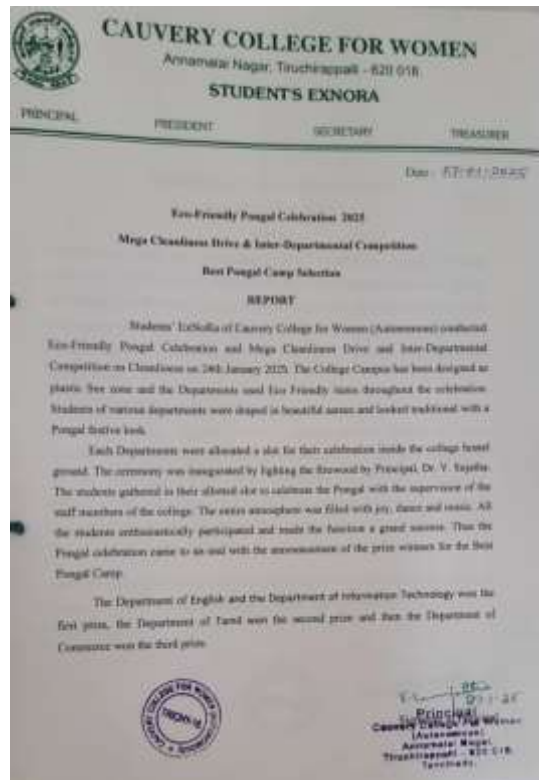 CAUVERY COLLEGE FOR WOMEN
Annamalai Nagar, Tiruchirappalli - 620 018.
STUDENT'S EXNORA
PRINCIPAL PRESIDENT SECRETARY TREASURER
Date :
Eco-Friendly Pongal Celebration 2025
Mega Cleanliness Drive & Inter-Departmental Competition
Best Pongal Camp Selection
REPORT
Students' ExNoRa of Cauvery College for Women (Autonomous) conducted
Eco-Friendly Pongal Celebration and Mega Cleanliness Drive and Inter-Departmental
Competition on Cleanliness on 24th January 2025. The College Campus has been designed as
plastic free zone and the Departments used Eco Friendly items throughout the celebration.
Students of various departments were draped in beautiful sarees and looked traditional with a
Pongal festive look.
Each Departments were allocated a slot for their celebration inside the college hostel
ground. The ceremony was inaugurated by lighting the firewood by Principal, Dr. V. Sujatha.
The students gathered in their allotted slot to celebrate the Pongal with the supervision of the
staff members of the college. The entire atmosphere was filled with joy, dance and music. All
the students enthusiastically participated and made the function a grand success. Thus the
Pongal celebration came to an end with the announcement of the prize winners for the Best
Pongal Camp.
The Department of English and the Department of Information Technology won the
first prize, the Department of Tamil won the second prize and then the Department of
Commerce won the third prize.
TRICHY-18
Principal
Cauvery College For Women
(Autonomous)
Annamalai Nagar,
Tiruchirappalli - 620 018.
Tamilnadu.